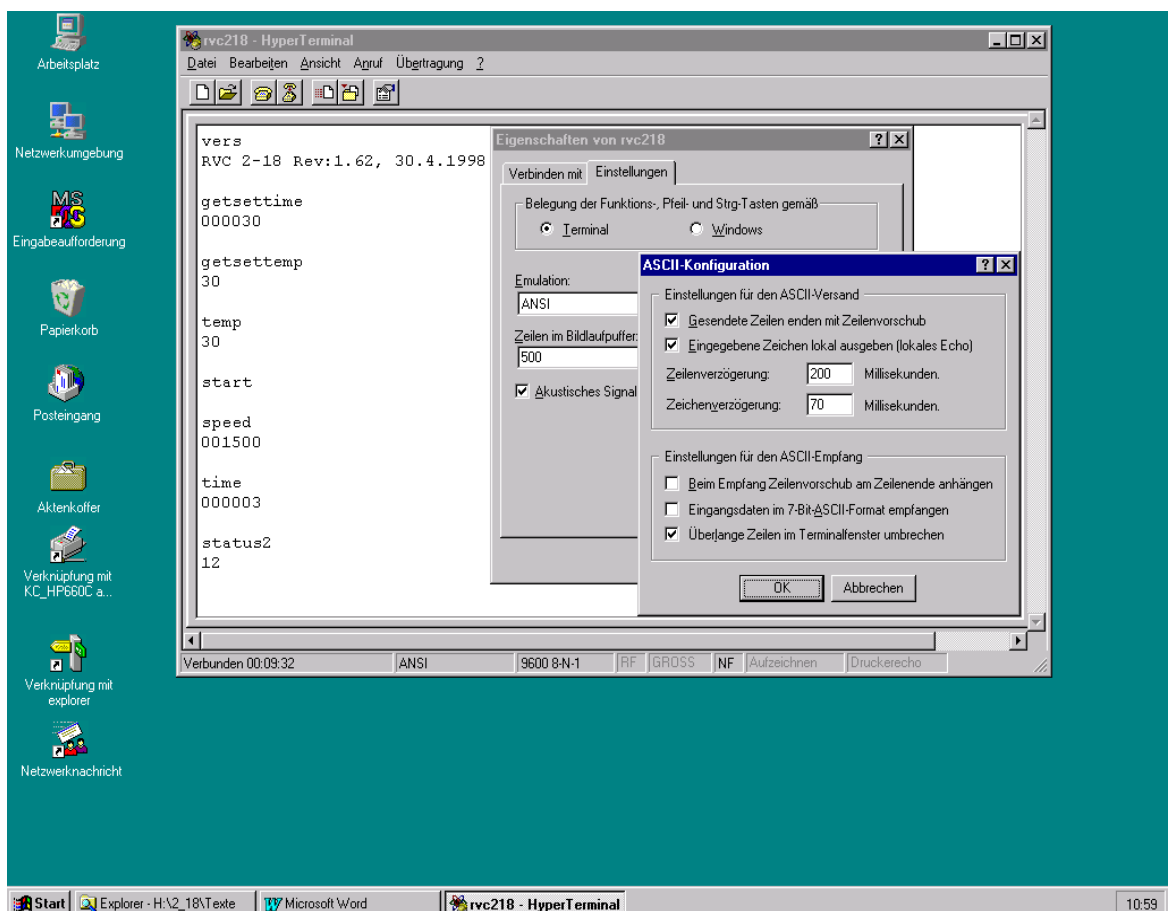 Arbeitsplatz
Netzwerkumgebung
MS
DOS
Eingabeaufforderung
Papierkorb
Posteingang
Aktenkoffer
Verknüpfung mit
KC_HP660C a...
Verknüpfung mit
explorer
Netzwerknachricht
rvc218 - HyperTerminal
Datei Bearbeiten Ansicht Anruf Übertragung ?
vers
RVC 2-18 Rev:1.62, 30.4.1998
getsettime
000030
getsettemp
30
temp
30
start
speed
001500
time
000003
status2
12
Eigenschaften von rvc218
Verbinden mit Einstellungen
Belegung der Funktions-, Pfeil- und Strg-Tasten gemäß
Terminal Windows
Emulation:
ANSI
Zeilen im Bildlaufpuffer:
500
Akustisches Signal
ASCII-Konfiguration
Einstellungen für den ASCII-Versand
Gesendete Zeilen enden mit Zeilenvorschub
Eingegebene Zeichen lokal ausgeben (lokales Echo)
Zeilenverzögerung: 200 Millisekunden.
Zeichenverzögerung: 70 Millisekunden.
Einstellungen für den ASCII-Empfang
Beim Empfang Zeilenvorschub am Zeilenende anhängen
Eingangsdaten im 7-Bit-ASCII-Format empfangen
Überlange Zeilen im Terminalfenster umbrechen
OK Abbrechen
Verbunden 00:09:32 ANSI 9600 8-N-1 RF GROSS NF Aufzeichnen Druckerecho
Start Explorer - H:\2_18\Texte Microsoft Word rvc218 - HyperTerminal 10:59